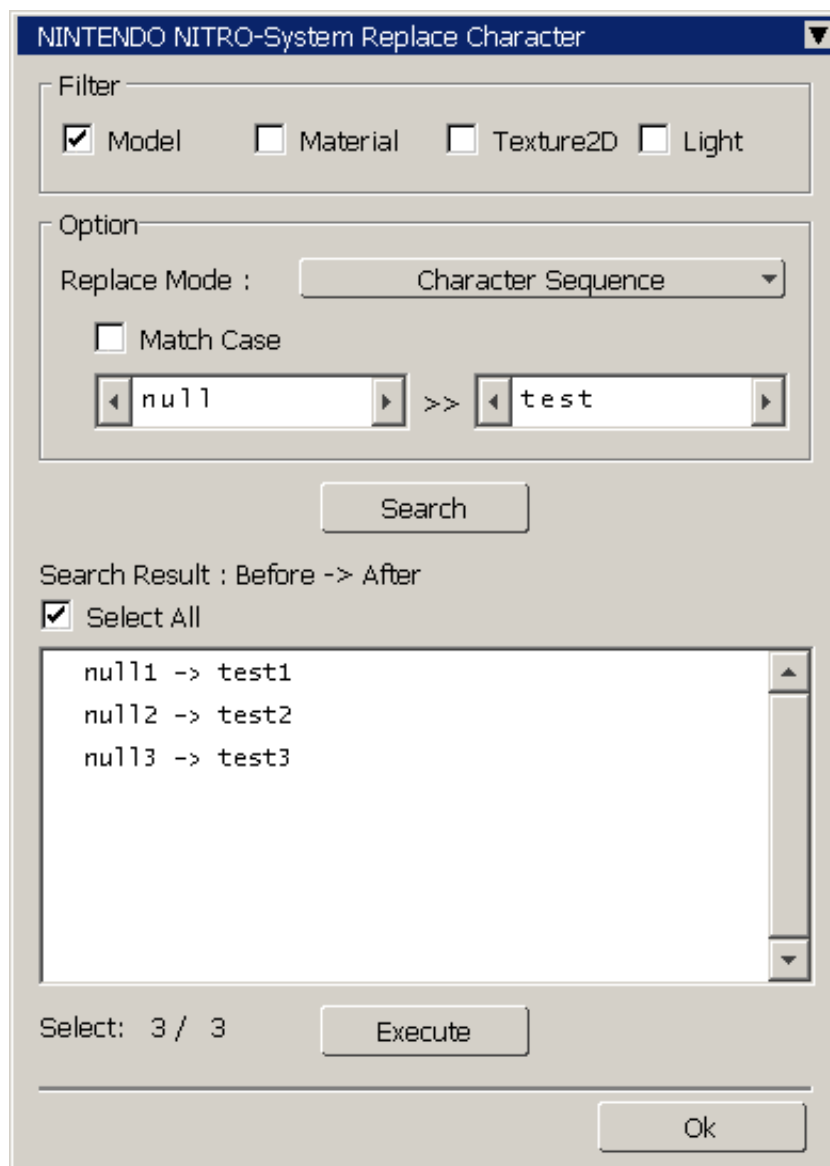 NINTENDO NITRO-System Replace Character
Filter
Model Material Texture2D Light
Option
Replace Mode : Character Sequence
Match Case
null >> test
Search
Search Result : Before -> After
Select All
null1 -> test1
null2 -> test2
null3 -> test3
Select: 3 / 3 Execute
Ok